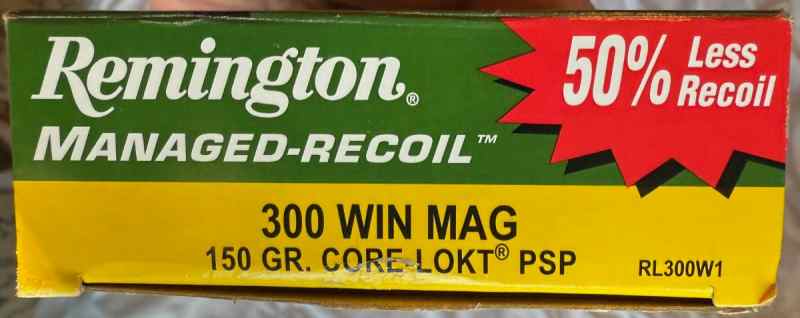 Remington®
MANAGED-RECOIL™
50% Less Recoil
300 WIN MAG
150 GR. CORE-LOKT® PSP
RL300W1